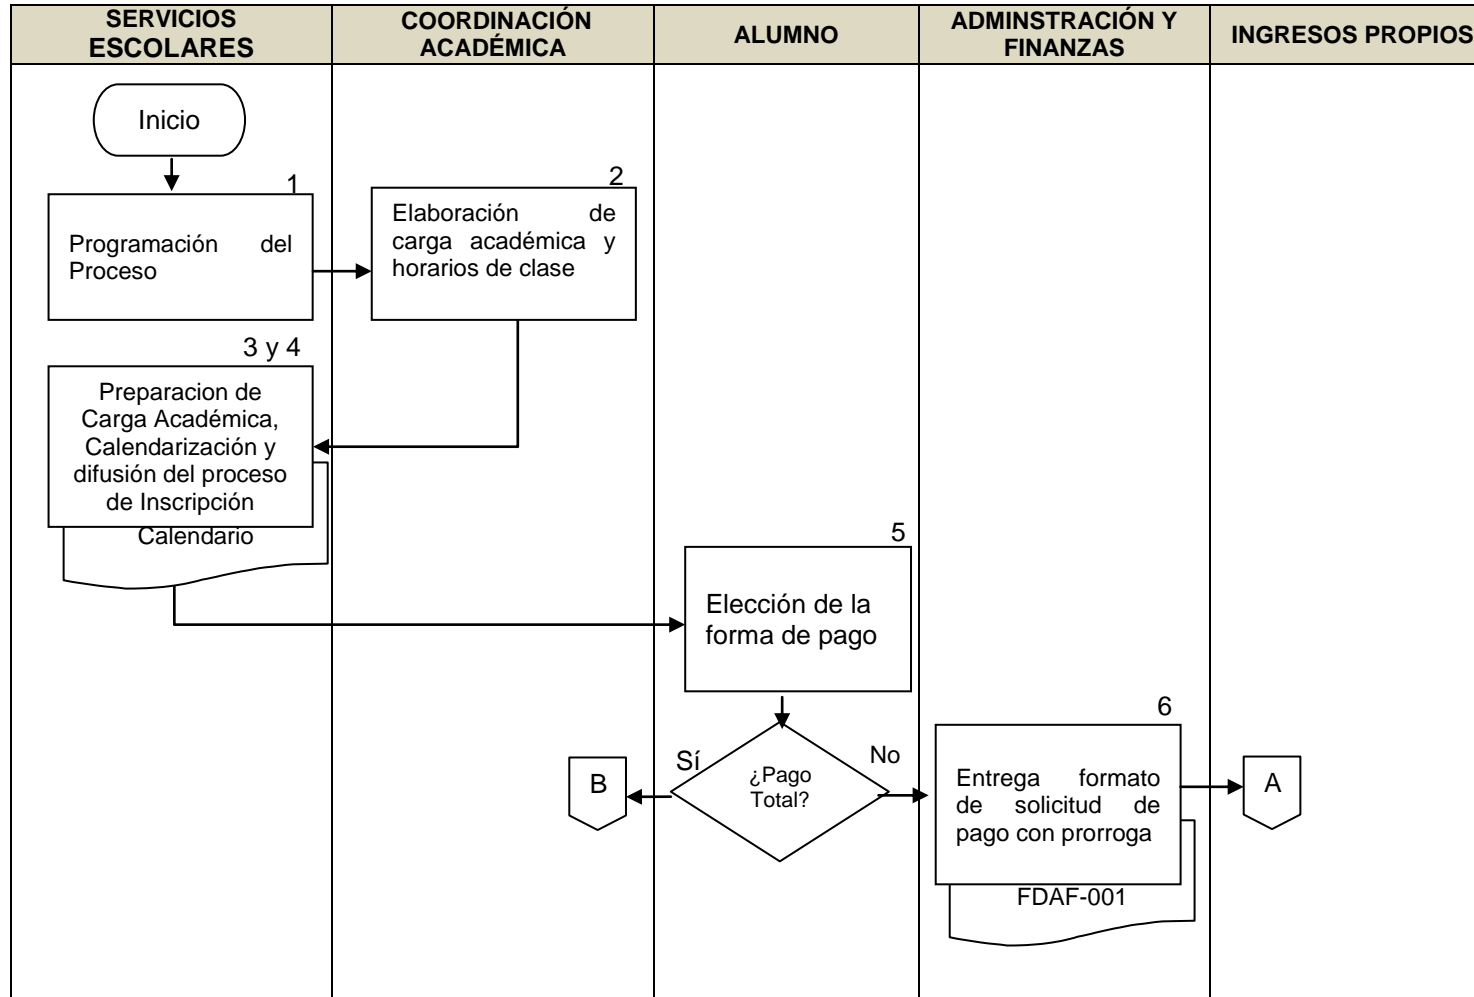 SERVICIOS
ESCOLARES
COORDINACIÓN
ACADÉMICA
ALUMNO
ADMINSTRACIÓN Y
FINANZAS
INGRESOS PROPIOS
Inicio
1
Programación del
Proceso
2
Elaboración de
carga académica y
horarios de clase
3 y 4
Preparacion de
Carga Académica,
Calendarización y
difusión del proceso
de Inscripción
Calendario
5
Elección de la
forma de pago
Sí
¿Pago
Total?
No
B
6
Entrega formato
de solicitud de
pago con prorroga
FDAF-001
A